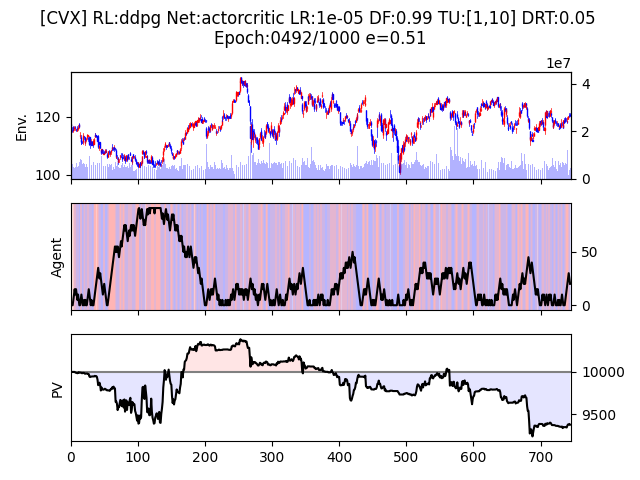 [CVX] RL:ddpg Net:actorcritic LR:1e-05 DF:0.99 TU:[1,10] DRT:0.05
Epoch:0492/1000 e=0.51
1e7
Env.
120
100
4
2
0
Agent
50
0
PV
10000
9500
0 100 200 300 400 500 600 700